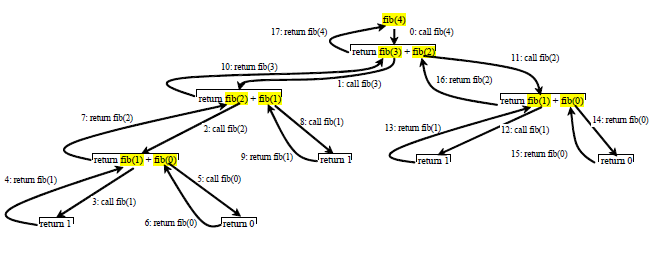 fib(4)
17: return fib(4)
0: call fib(4)
return fib(3) + fib(2)
10: return fib(3)
1: call fib(3)
16: return fib(2)
11: call fib(2)
return fib(2) + fib(1)
return fib(1) + fib(0)
7: return fib(2)
2: call fib(2)
8: call fib(1)
13: return fib(1)
12: call fib(1)
14: return fib(0)
9: return fib(1)
15: return fib(0)
return fib(1) + fib(0)
return 1
return 1
return 0
4: return fib(1)
5: call fib(0)
3: call fib(1)
6: return fib(0)
return 1
return 0